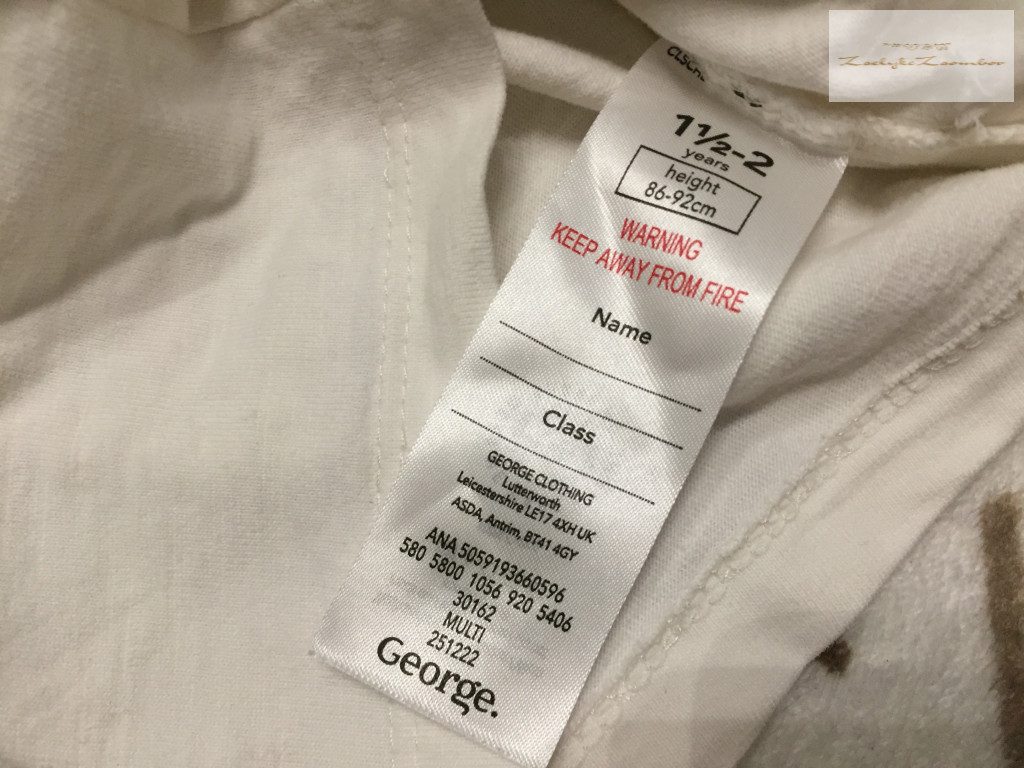 1½-2
years
height
86-92cm
WARNING
KEEP AWAY FROM FIRE
Name
Class
GEORGE CLOTHING
Lutterworth
Leicestershire LE17 4XH UK
ASDA, Antrim, BT41 4GY
ANA 5059193660596
580 5800 1056 920 5406
30162
MULTI
251222
George.